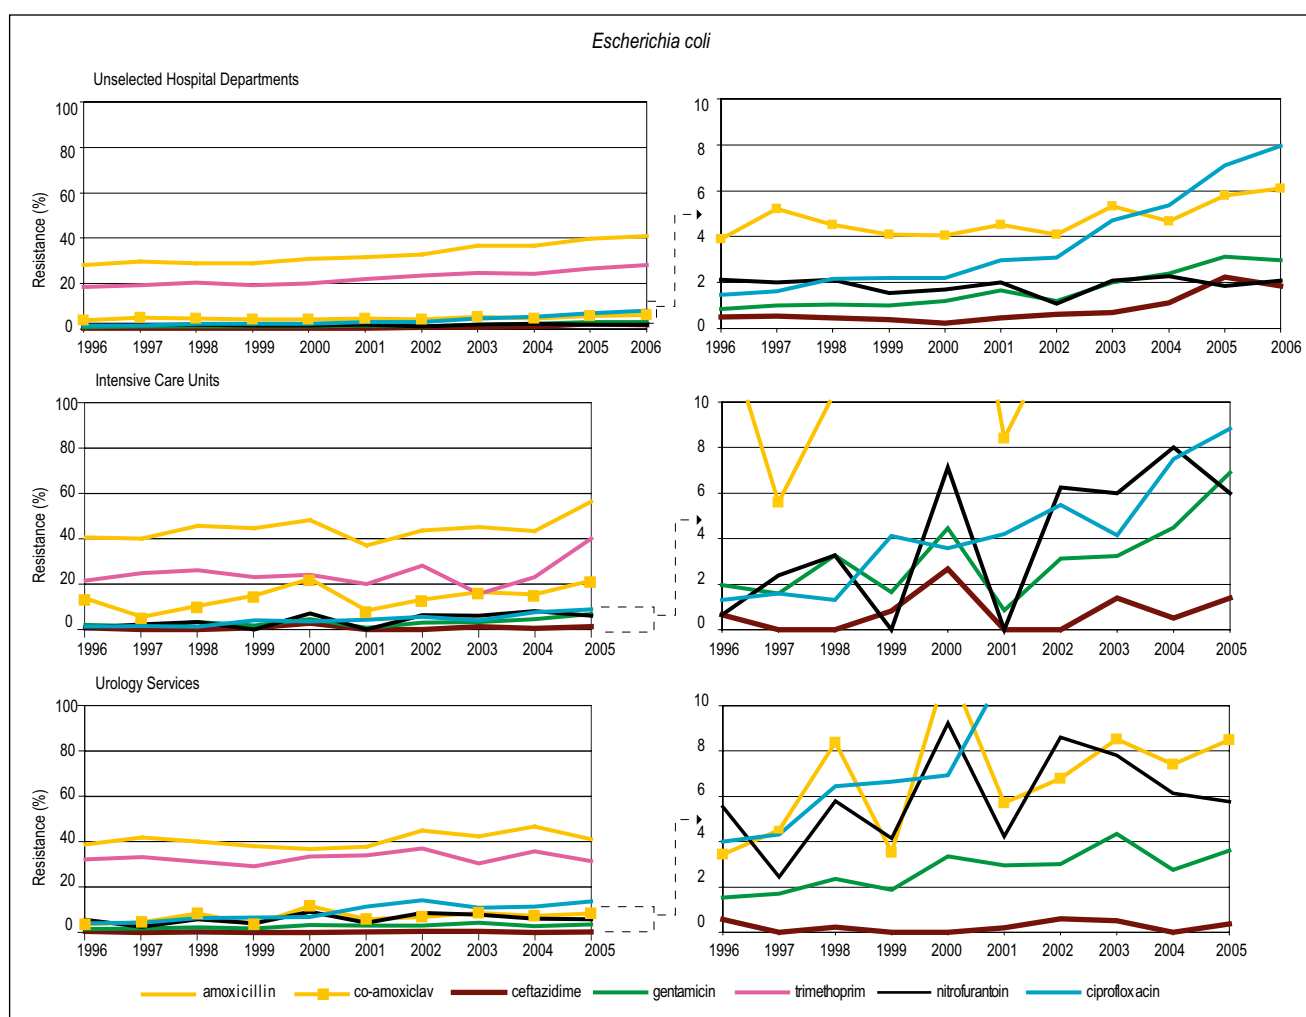 Escherichia coli
Unselected Hospital Departments
Resistance (%)
100
80
60
40
20
0
1996 1997 1998 1999 2000 2001 2002 2003 2004 2005 2006
10
8
6
4
2
0
1996 1997 1998 1999 2000 2001 2002 2003 2004 2005 2006
Intensive Care Units
Resistance (%)
100
80
60
40
20
0
1996 1997 1998 1999 2000 2001 2002 2003 2004 2005
10
8
6
4
2
0
1996 1997 1998 1999 2000 2001 2002 2003 2004 2005
Urology Services
Resistance (%)
100
80
60
40
20
0
1996 1997 1998 1999 2000 2001 2002 2003 2004 2005
10
8
6
4
2
0
1996 1997 1998 1999 2000 2001 2002 2003 2004 2005
amoxicillin co-amoxiclav ceftazidime gentamicin trimethoprim nitrofurantoin ciprofloxacin